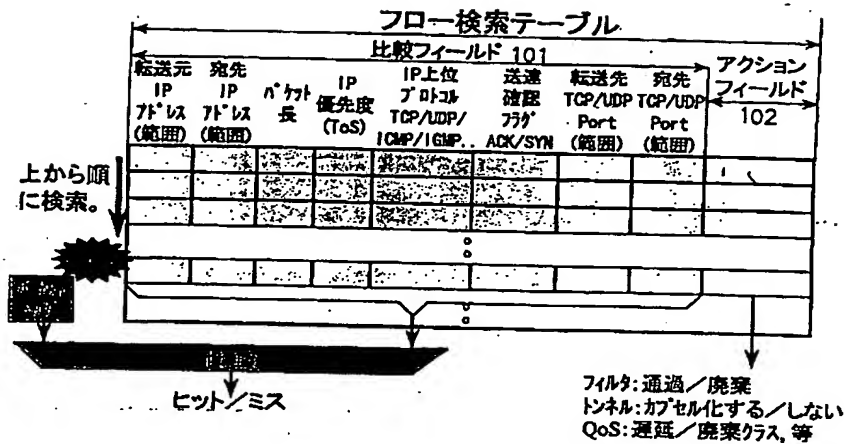 フロー検索テーブル
比較フィールド 101
転送元
IP
アドレス
(範囲)
宛先
IP
アドレス
(範囲)
パケット
長
IP
優先度
(ToS)
IP上位
プロトコル
TCP/UDP/
ICMP/IGMP..
送達
確認
フラグ
ACK/SYN
転送先
TCP/UDP
Port
(範囲)
宛先
TCP/UDP
Port
(範囲)
アクション
フィールド
102
上から順
に検索。
ヒット/ミス
フィルタ:通過/廃棄
トンネル:カプセル化する/しない
QoS:遅延/廃棄クラス,等